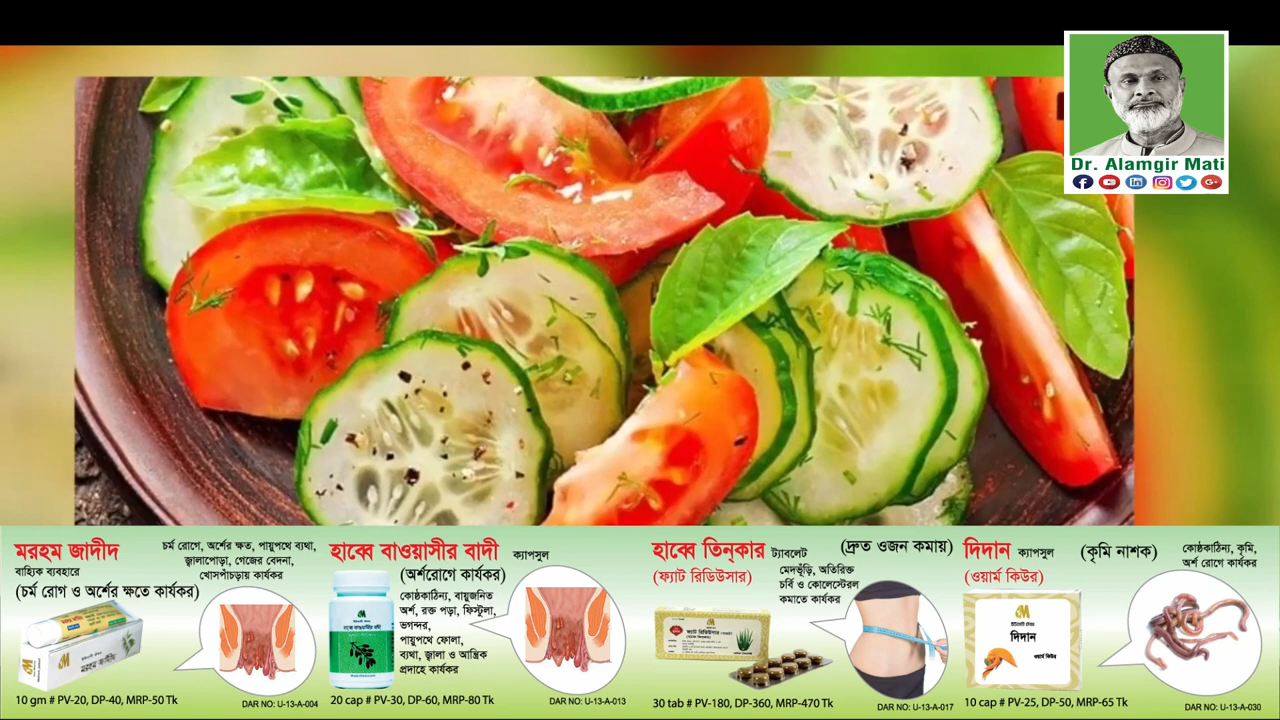 Dr. Alamgir Mati
মরহম জাদীদ
বাহ্যিক ব্যবহারে
(চর্ম রোগ ও অর্শের ক্ষতে কার্যকর)
চর্ম রোগে, অর্শের ক্ষত, পায়ুপথে ব্যথা,
জ্বালাপোড়া, গেজের বেদনা,
খোসপাঁচড়ায় কার্যকর
মরহম জাদীদ
10 gm # PV-20, DP-40, MRP-50 Tk
DAR NO: U-13-A-004
হাব্বে বাওয়াসীর বাদী ক্যাপসুল
(অর্শরোগে কার্যকর)
কোষ্ঠকাঠিন্য, বায়ুজনিত
অর্শ, রক্ত পড়া, ফিস্টুলা,
ভগন্দর,
পায়ুপথে ফোলা,
ব্যথা, জ্বালা ও আন্ত্রিক
প্রদাহে কার্যকর
20 cap # PV-30, DP-60, MRP-80 Tk
DAR NO: U-13-A-013
হাব্বে তিন্‌কার ট্যাবলেট
(দ্রুত ওজন কমায়)
(ফ্যাট রিডিউসার)
মেদভূঁড়ি, অতিরিক্ত
চর্বি ও কোলেস্টেরল
কমাতে কার্যকর
ফ্যাট রিডিউসার
30 tab # PV-180, DP-360, MRP-470 Tk
DAR NO: U-13-A-017
দিদান ক্যাপসুল
(কৃমি নাশক)
(ওয়ার্ম কিউর)
কোষ্ঠকাঠিন্য, কৃমি,
অর্শ রোগে কার্যকর
দিদান
ওয়ার্ম কিউর
10 cap # PV-25, DP-50, MRP-65 Tk
DAR NO: U-13-A-030